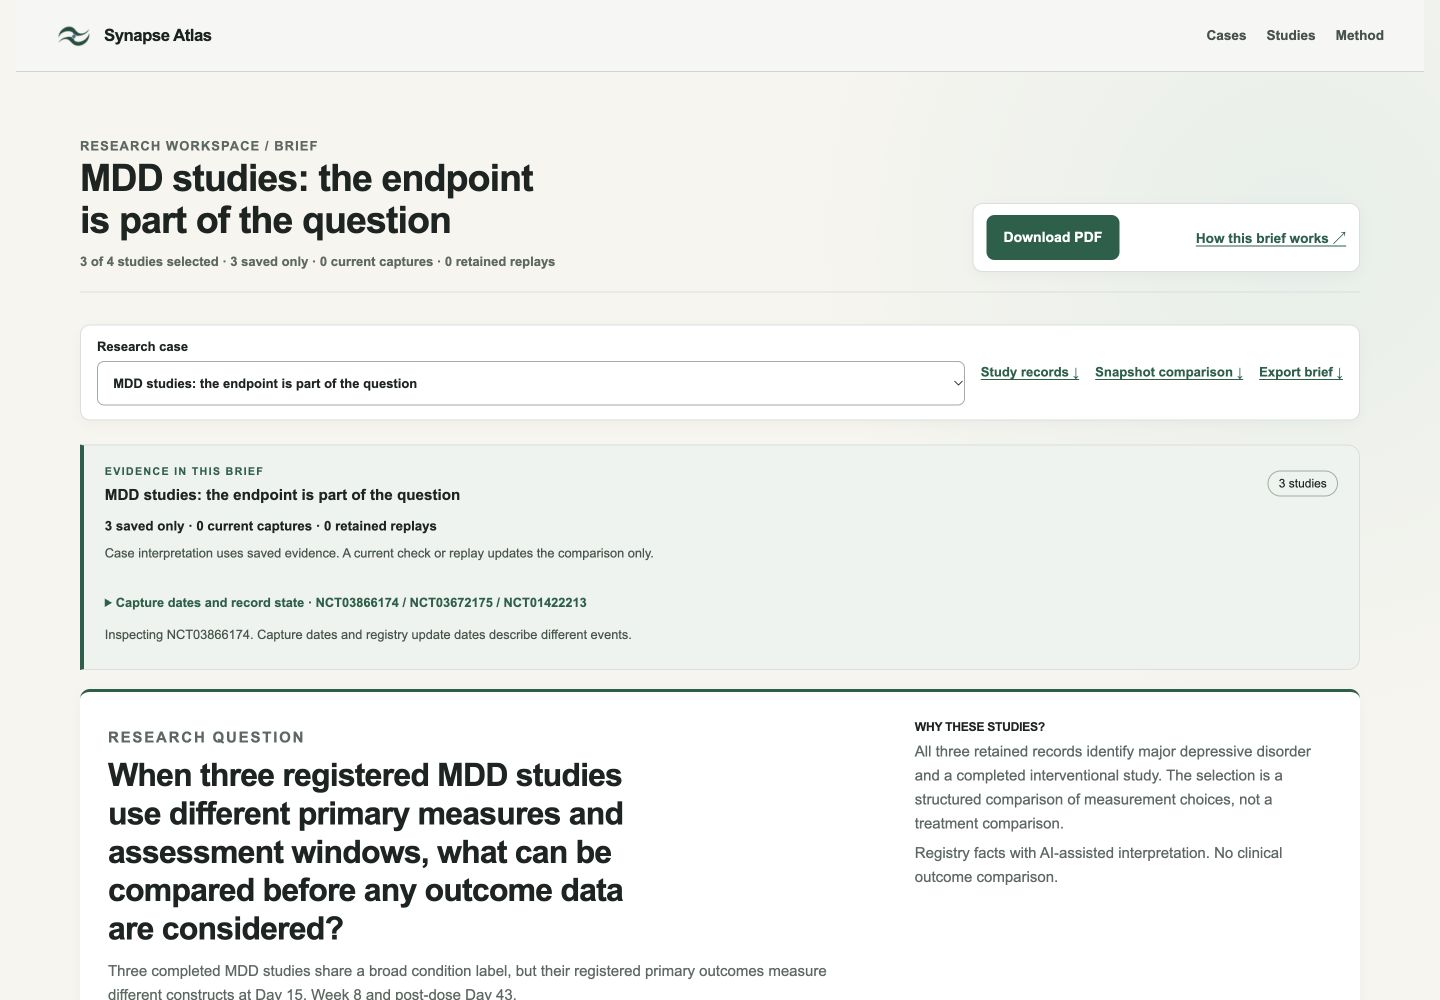 Synapse Atlas
Cases Studies Method
RESEARCH WORKSPACE / BRIEF
MDD studies: the endpoint
is part of the question
3 of 4 studies selected · 3 saved only · 0 current captures · 0 retained replays
Download PDF
How this brief works ↗
Research case
MDD studies: the endpoint is part of the question
Study records ↓ Snapshot comparison ↓ Export brief ↓
EVIDENCE IN THIS BRIEF
MDD studies: the endpoint is part of the question
3 studies
3 saved only · 0 current captures · 0 retained replays
Case interpretation uses saved evidence. A current check or replay updates the comparison only.
▶ Capture dates and record state · NCT03866174 / NCT03672175 / NCT01422213
Inspecting NCT03866174. Capture dates and registry update dates describe different events.
RESEARCH QUESTION
When three registered MDD studies
use different primary measures and
assessment windows, what can be
compared before any outcome data
are considered?
Three completed MDD studies share a broad condition label, but their registered primary outcomes measure
different constructs at Day 15, Week 8 and post-dose Day 43.
WHY THESE STUDIES?
All three retained records identify major depressive disorder
and a completed interventional study. The selection is a
structured comparison of measurement choices, not a
treatment comparison.
Registry facts with AI-assisted interpretation. No clinical
outcome comparison.